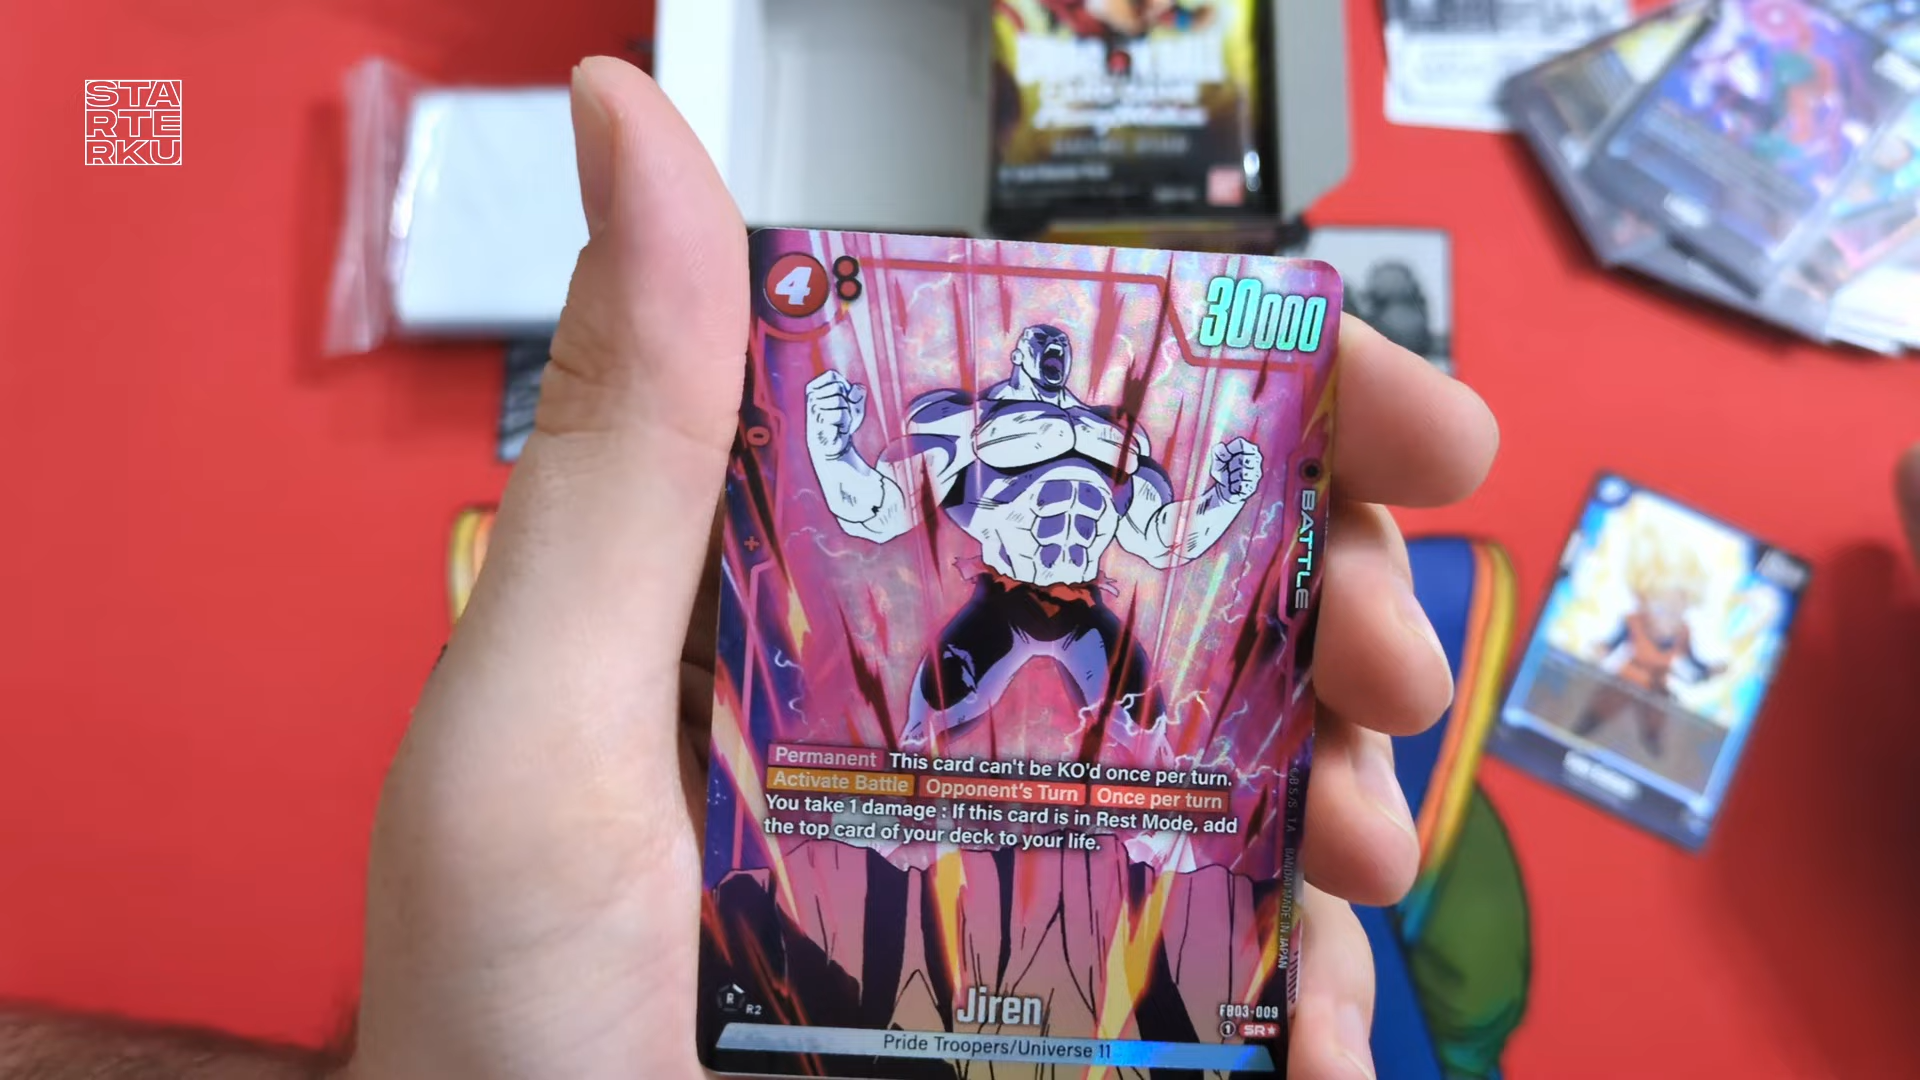 STA
RTE
RKU
4
30000
0
+
BATTLE
Permanent This card can't be KO'd once per turn.
Activate Battle Opponent's Turn Once per turn
You take 1 damage : If this card is in Rest Mode, add
the top card of your deck to your life.
BANDAI MADE IN JAPAN
R
R2
Jiren
FB03-009
1 SR★
Pride Troopers/Universe 11